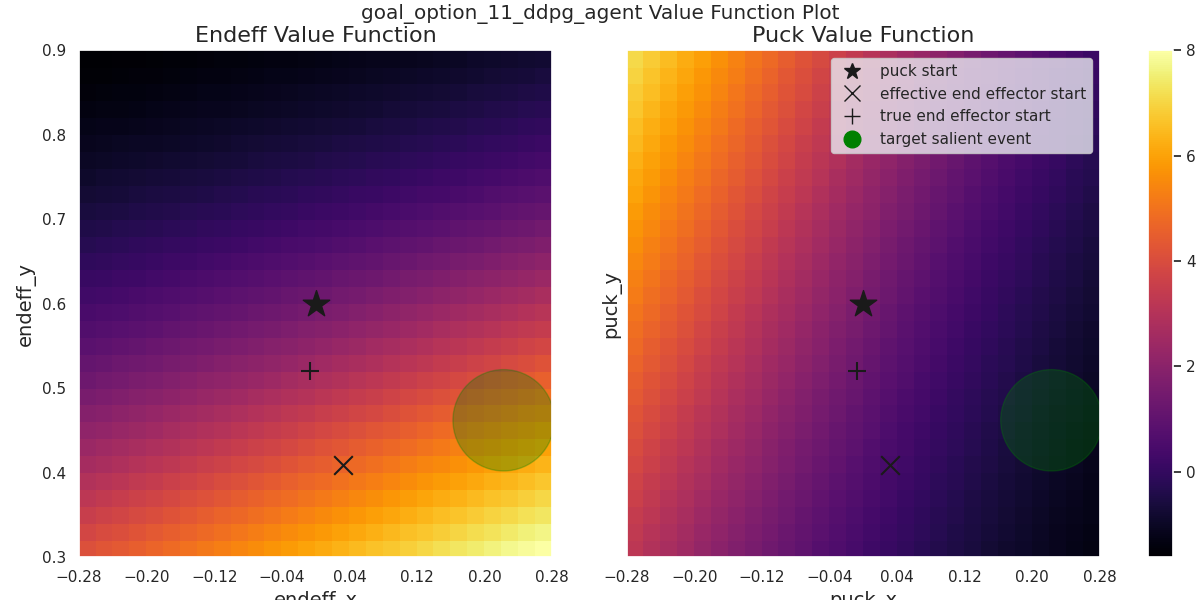 goal_option_11_ddpg_agent Value Function Plot
Endeff Value Function
Puck Value Function
puck start
effective end effector start
true end effector start
target salient event
0.9
0.8
0.7
0.6
0.5
0.4
0.3
endeff_y
−0.28 −0.20 −0.12 −0.04 0.04 0.12 0.20 0.28
endeff_x
puck_y
−0.28 −0.20 −0.12 −0.04 0.04 0.12 0.20 0.28
puck_x
8
6
4
2
0